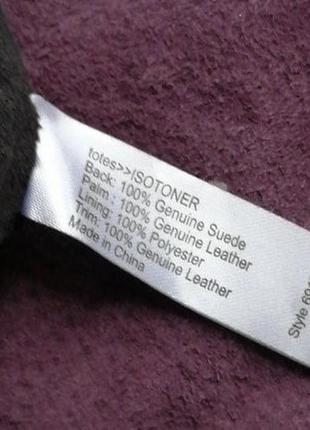 totes>>ISOTONER
Back: 100% Genuine Suede
Palm : 100% Genuine Leather
Lining: 100% Polyester
Trim: 100% Genuine Leather
Made in China
Style